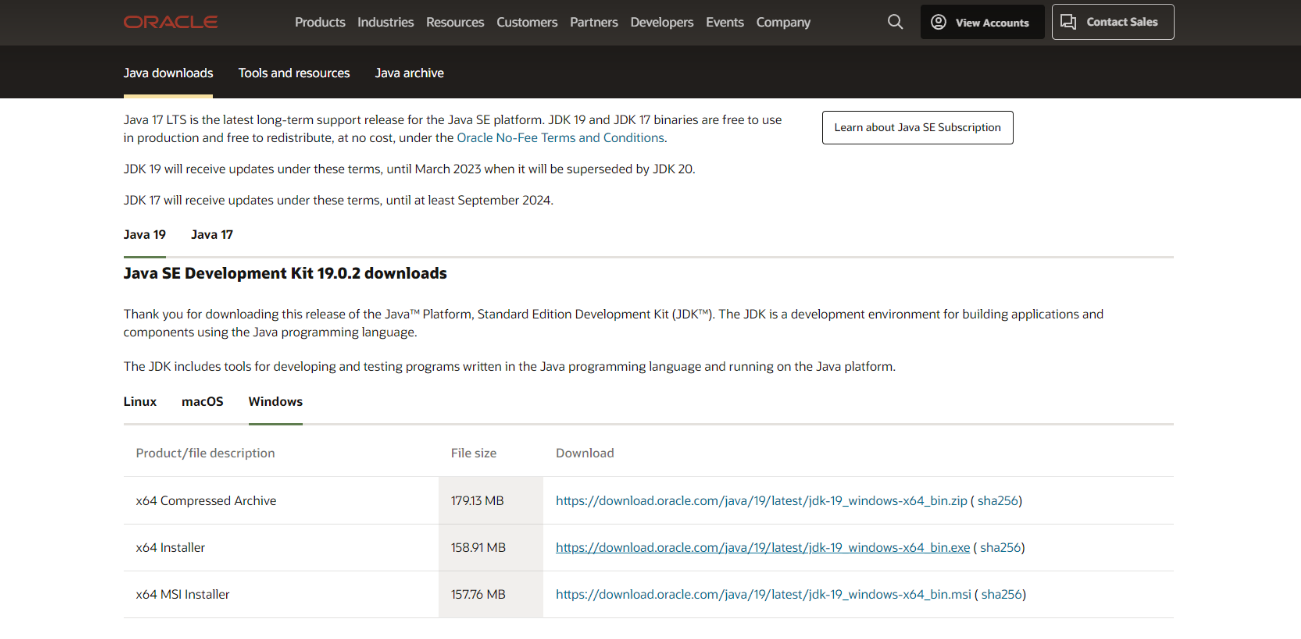 ORACLE
Products Industries Resources Customers Partners Developers Events Company
View Accounts
Contact Sales
Java downloads Tools and resources Java archive
Java 17 LTS is the latest long-term support release for the Java SE platform. JDK 19 and JDK 17 binaries are free to use
in production and free to redistribute, at no cost, under the Oracle No-Fee Terms and Conditions.
Learn about Java SE Subscription
JDK 19 will receive updates under these terms, until March 2023 when it will be superseded by JDK 20.
JDK 17 will receive updates under these terms, until at least September 2024.
Java 19 Java 17
Java SE Development Kit 19.0.2 downloads
Thank you for downloading this release of the Java™ Platform, Standard Edition Development Kit (JDK™). The JDK is a development environment for building applications and
components using the Java programming language.
The JDK includes tools for developing and testing programs written in the Java programming language and running on the Java platform.
Linux macOS Windows
Product/file description File size Download
x64 Compressed Archive 179.13 MB https://download.oracle.com/java/19/latest/jdk-19_windows-x64_bin.zip ( sha256)
x64 Installer 158.91 MB https://download.oracle.com/java/19/latest/jdk-19_windows-x64_bin.exe ( sha256)
x64 MSI Installer 157.76 MB https://download.oracle.com/java/19/latest/jdk-19_windows-x64_bin.msi ( sha256)